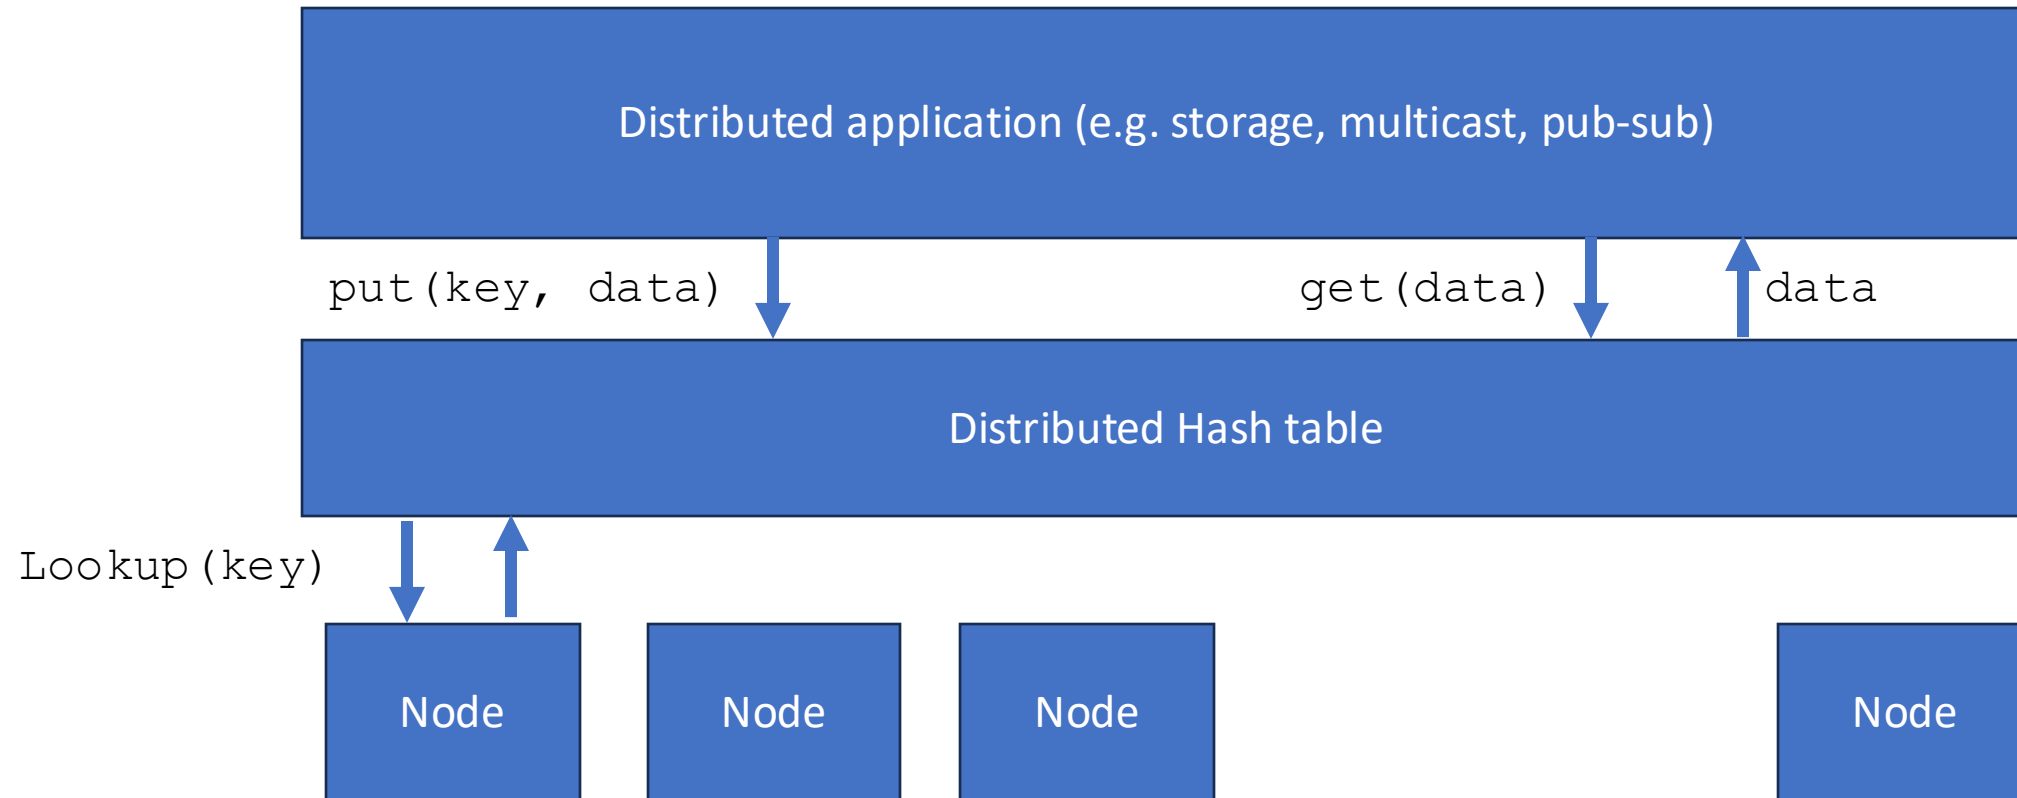 Distributed application (e.g. storage, multicast, pub-sub)
put(key, data)
get(data)
data
Distributed Hash table
Lookup(key)
Node
Node
Node
Node